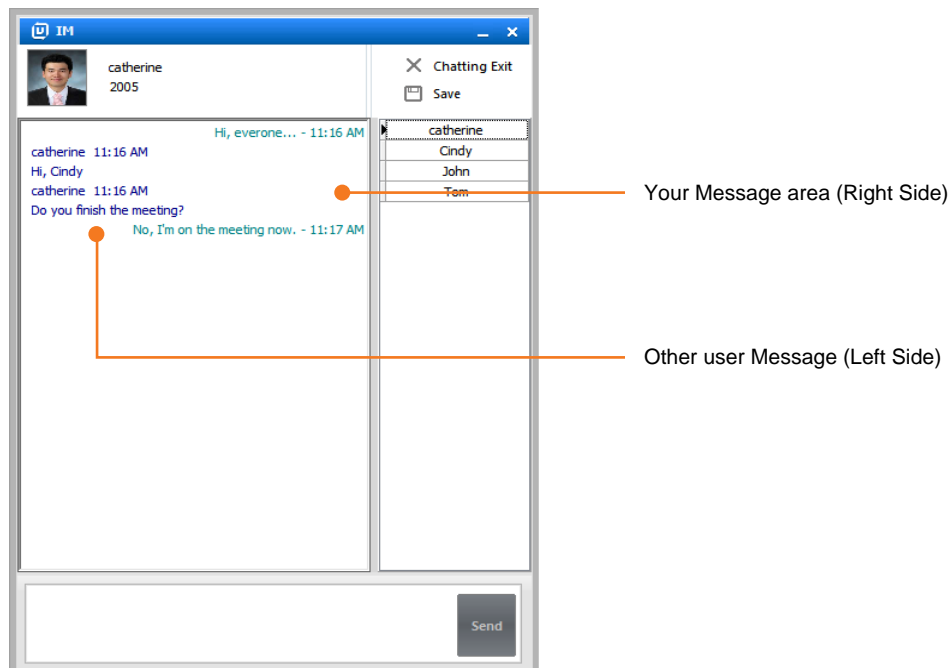 IM
catherine
2005
Chatting Exit
Save
Hi, everone... - 11:16 AM
catherine 11:16 AM
Hi, Cindy
catherine 11:16 AM
Do you finish the meeting?
No, I'm on the meeting now. - 11:17 AM
catherine
Cindy
John
Tom
Your Message area (Right Side)
Other user Message (Left Side)
Send